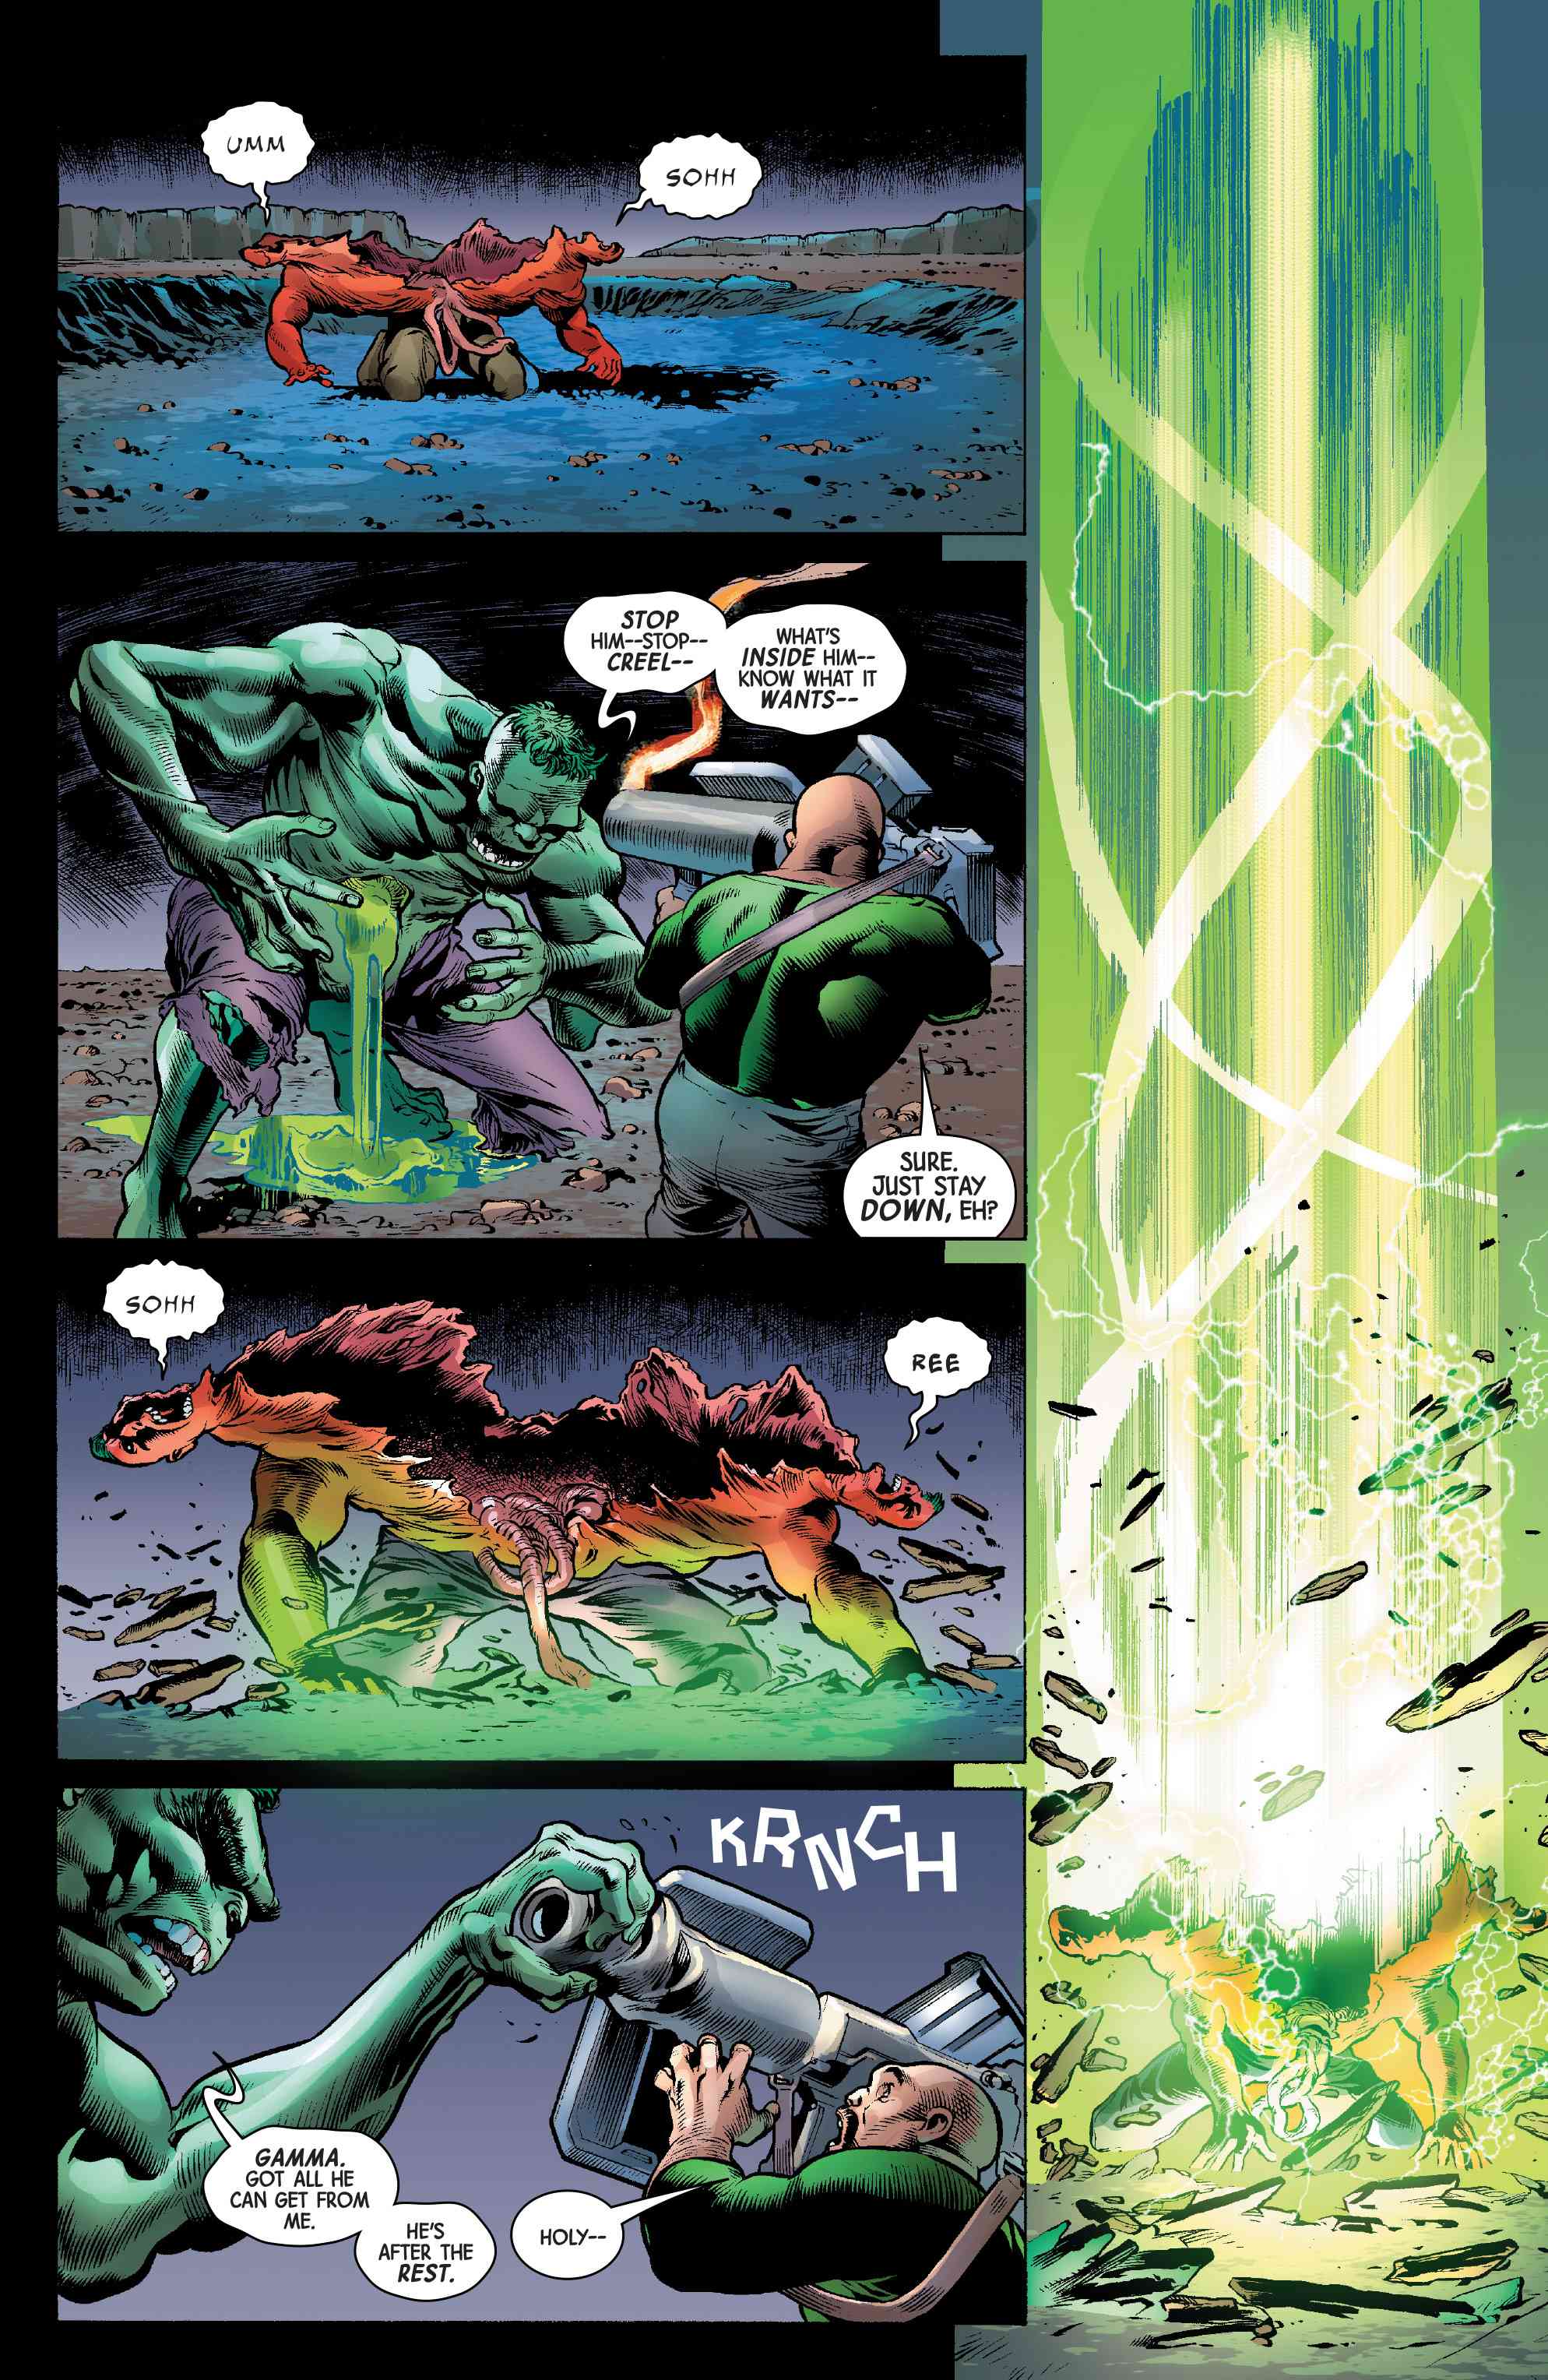 UMM
SOHH
STOP
HIM--STOP--
CREEL--
WHAT'S
INSIDE HIM--
KNOW WHAT IT
WANTS--
SURE.
JUST STAY
DOWN, EH?
SOHH
REE
KRNCH
GAMMA.
GOT ALL HE
CAN GET FROM
ME.
HE'S
AFTER THE
REST.
HOLY--